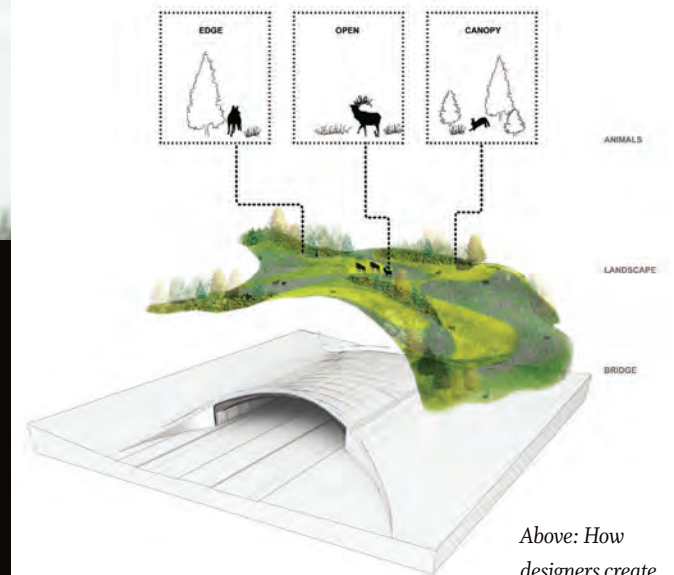 EDGE
OPEN
CANOPY
ANIMALS
LANDSCAPE
BRIDGE
Above: How
designers create